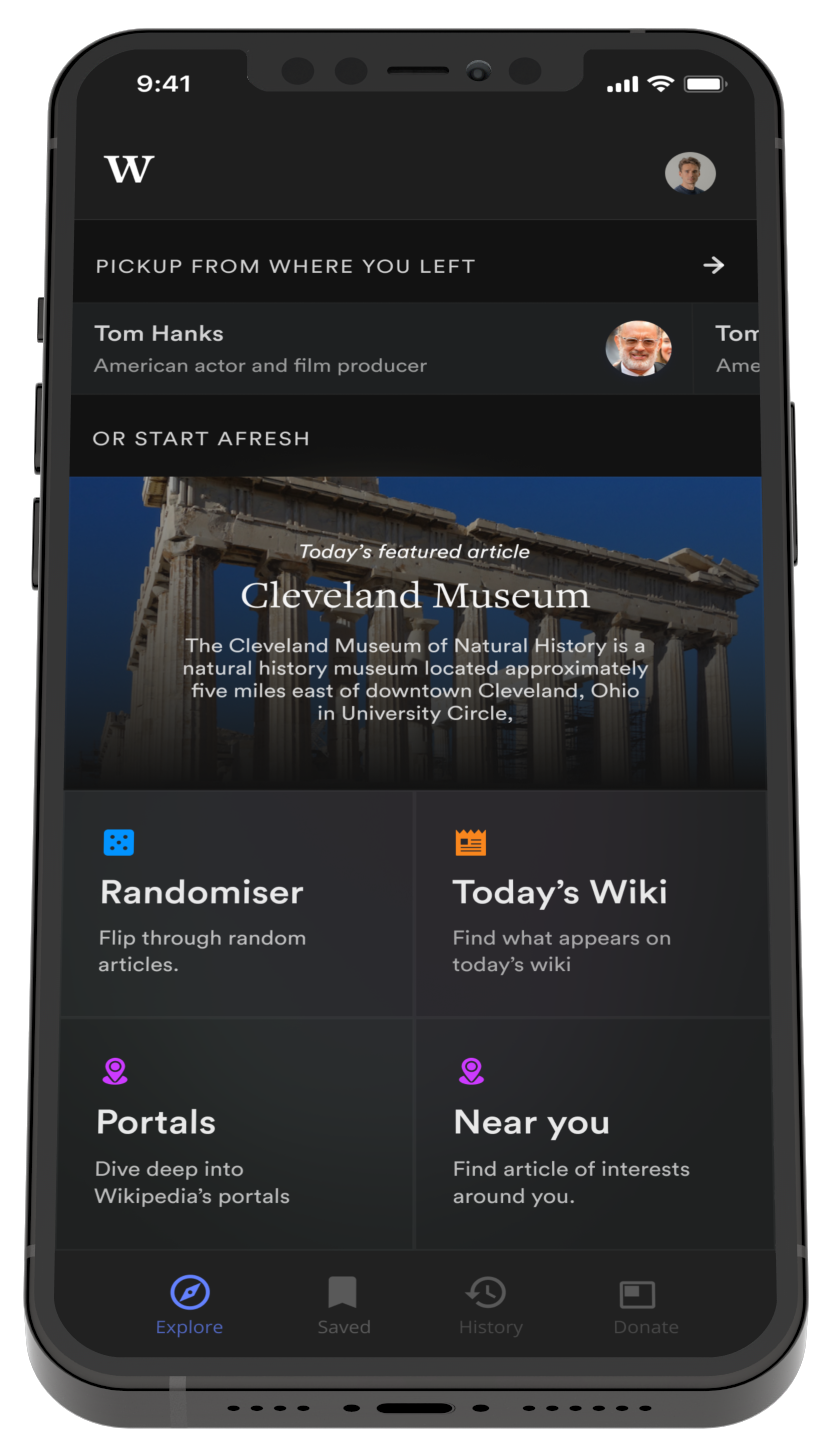 9:41
W
PICKUP FROM WHERE YOU LEFT
Tom Hanks
American actor and film producer
Tom
Ame
OR START AFRESH
Today's featured article
Cleveland Museum
The Cleveland Museum of Natural History is a
natural history museum located approximately
five miles east of downtown Cleveland, Ohio
in University Circle,
Randomiser
Flip through random
articles.
Today's Wiki
Find what appears on
today's wiki
Portals
Dive deep into
Wikipedia's portals
Near you
Find article of interests
around you.
Explore
Saved
History
Donate